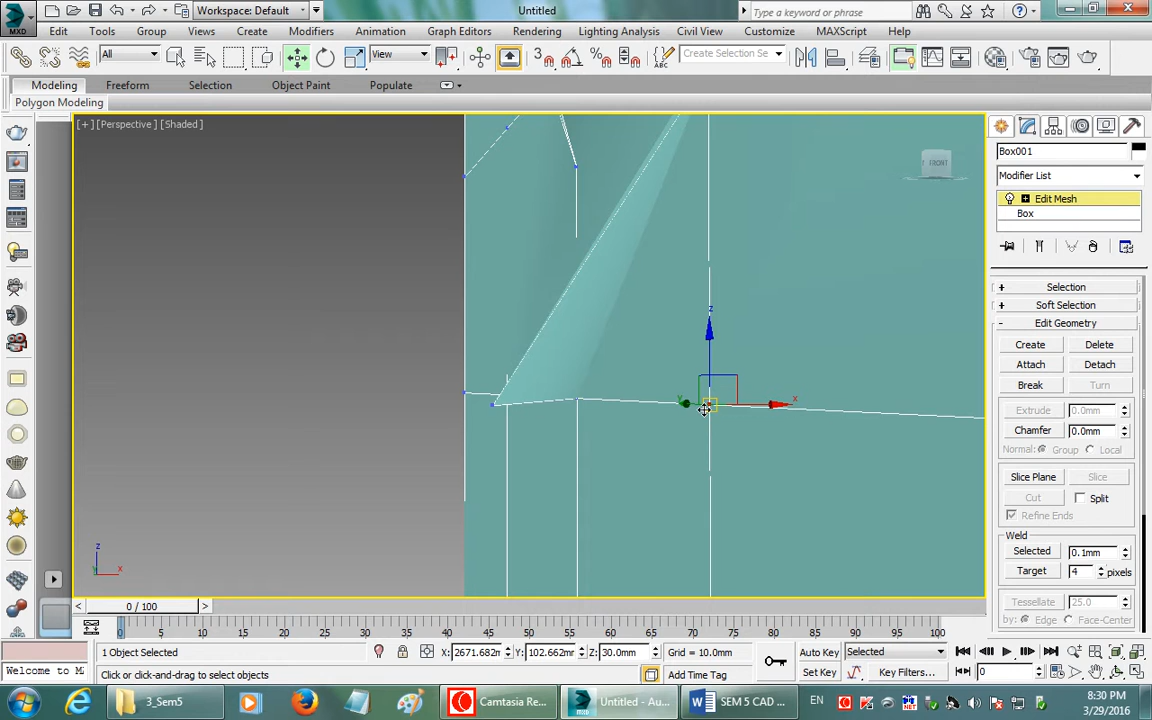 MXD
Workspace: Default
Untitled
Type a keyword or phrase
Edit Tools Group Views Create Modifiers Animation Graph Editors Rendering Lighting Analysis Civil View Customize MAXScript Help
All
View
Create Selection Se
Modeling Freeform Selection Object Paint Populate
Polygon Modeling
[+] [Perspective] [Shaded]
FRONT
z
x
y
z
x
Box001
Modifier List
Edit Mesh
Box
+ Selection
+ Soft Selection
- Edit Geometry
Create Delete
Attach Detach
Break Turn
Extrude 0.0mm
Chamfer 0.0mm
Normal: Group Local
Slice Plane Slice
Cut Split
Refine Ends
Weld
Selected 0.1mm
Target 4 pixels
Tessellate 25.0
by: Edge Face-Center
< 0 / 100 >
0 5 10 15 20 25 30 35 40 45 50 55 60 65 70 75 80 85 90 95 100
1 Object Selected
X: 2671.682m Y: 102.662mm Z: 30.0mm Grid = 10.0mm
Auto Key Selected
Welcome to M
Click or click-and-drag to select objects
Add Time Tag
Set Key Key Filters... 0
3_Sem5
Camtasia Re...
Untitled - Au...
SEM 5 CAD ...
EN
8:30 PM
3/29/2016